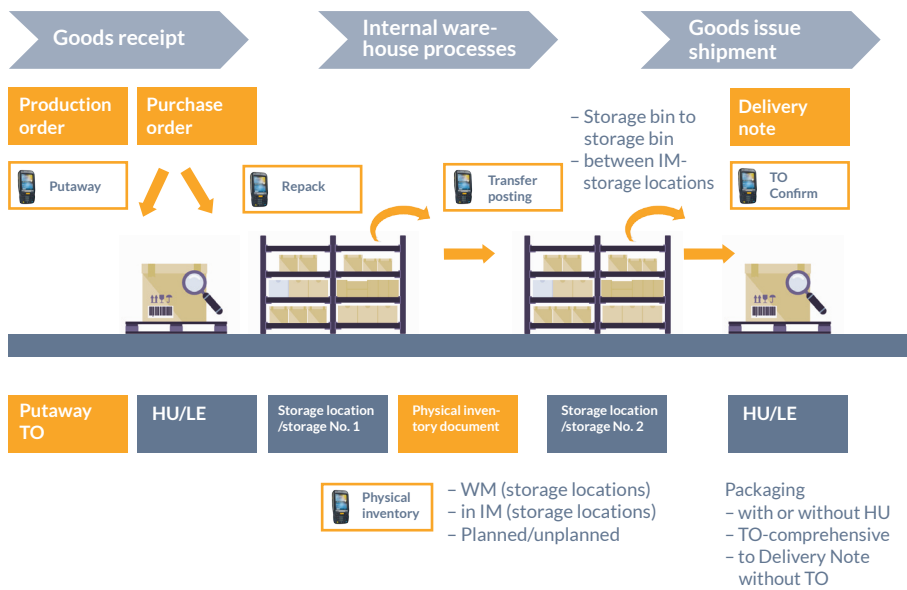 Goods receipt
Internal ware-
house processes
Goods issue
shipment
Production
order
Purchase
order
– Storage bin to
storage bin
– between IM-
storage locations
Delivery
note
Putaway
Repack
Transfer
posting
TO
Confirm
Putaway
TO
HU/LE
Storage location
/storage No. 1
Physical inven-
tory document
Storage location
/storage No. 2
HU/LE
Physical
inventory
– WM (storage locations)
– in IM (storage locations)
– Planned/unplanned
Packaging
– with or without HU
– TO-comprehensive
– to Delivery Note
without TO